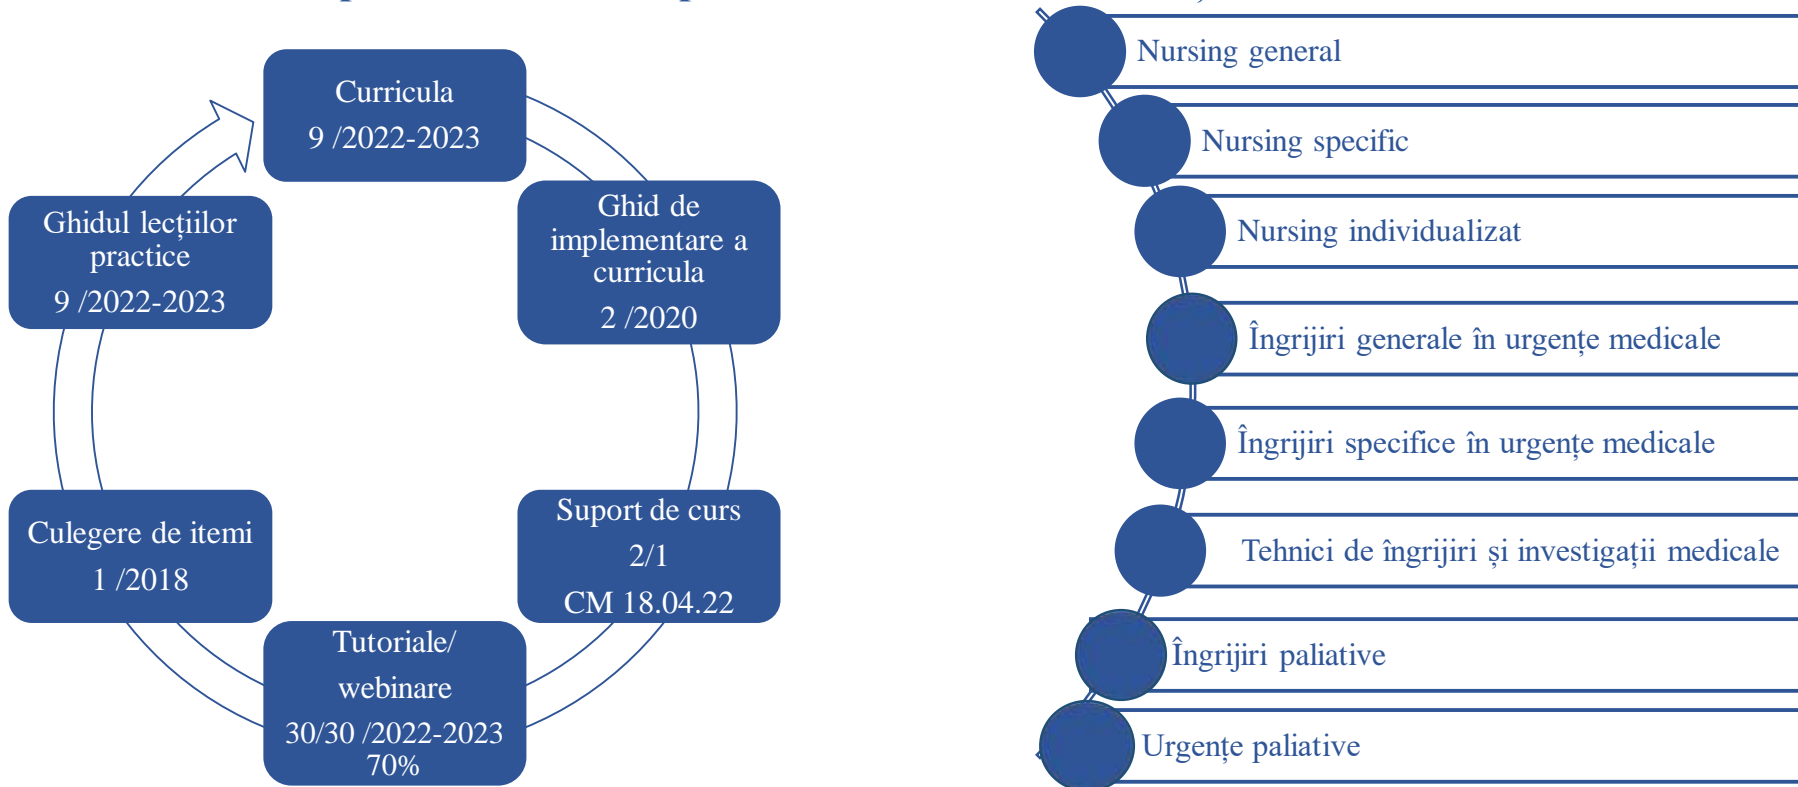 Curricula
9 /2022-2023
Ghid de
implementare a
curricula
2 /2020
Suport de curs
2/1
CM 18.04.22
Tutoriale/
webinare
30/30 /2022-2023
70%
Culegere de itemi
1 /2018
Ghidul lecțiilor
practice
9 /2022-2023
Nursing general
Nursing specific
Nursing individualizat
Îngrijiri generale în urgențe medicale
Îngrijiri specifice în urgențe medicale
Tehnici de îngrijiri și investigații medicale
Îngrijiri paliative
Urgențe paliative